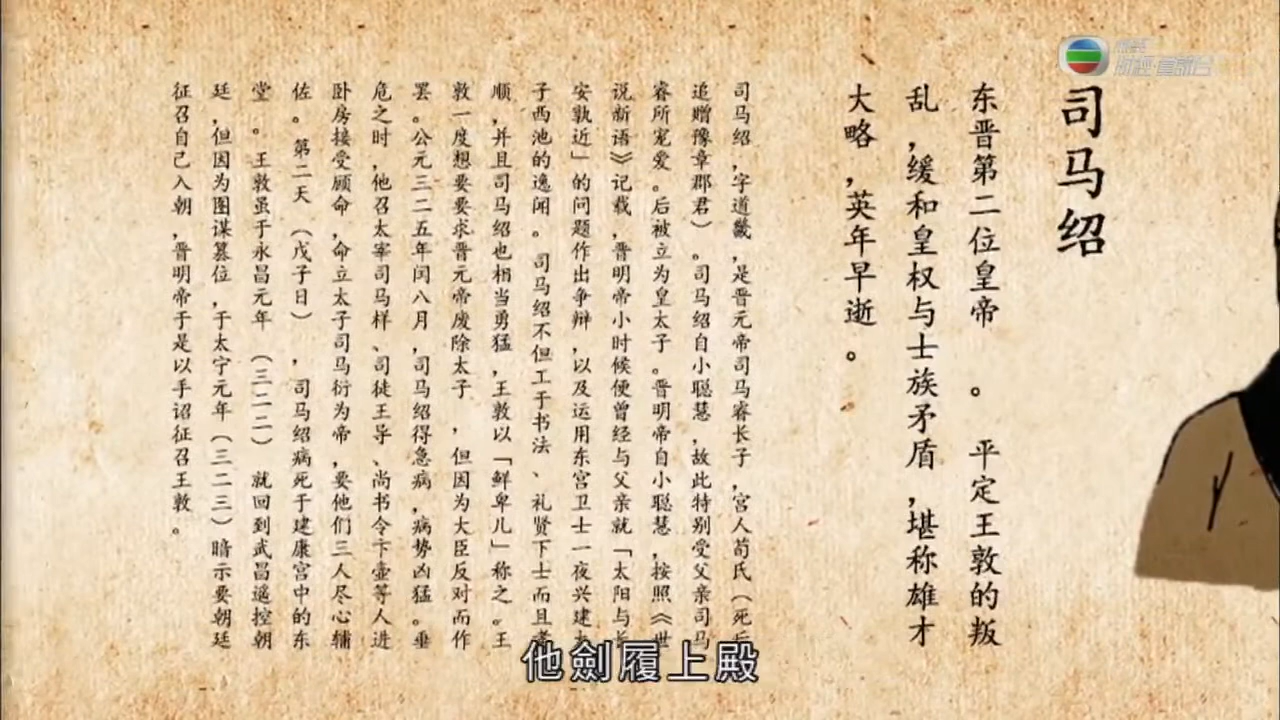 司马绍
东晋第二位皇帝。平定王敦的叛
乱,缓和皇权与士族矛盾,堪称雄才
大略,英年早逝。
司马绍,字道畿,是晋元帝司马睿长子,宫人荀氏(死后
追赠豫章郡君)。司马绍自小聪慧,故此特别受父亲司马
睿所宠爱。后被立为皇太子。晋明帝自小聪慧,按照《世
说新语》记载,晋明帝小时候便曾经与父亲就「太阳与长
安孰近」的问题作出争辩,以及运用东宫卫士一夜兴建太
子西池的逸闻。司马绍不但工于书法、礼贤下士而且孝
顺,并且司马绍也相当勇猛,王敦以「鲜卑儿」称之。王
敦一度想要要求晋元帝废除太子,但因为大臣反对而作
罢。公元三二五年闰八月,司马绍得急病,病势凶猛。垂
危之时,他召太宰司马样、司徒王导、尚书令卞壶等人进
卧房接受顾命,命立太子司马衍为帝,要他们三人尽心辅
佐。第二天(戊子日),司马绍病死于建康宫中的东
堂。王敦虽于永昌元年(三二二)就回到武昌遥控朝
廷,但因为图谋篡位,于太宁元年(三二三)暗示要朝廷
征召自己入朝,晋明帝于是以手诏征召王敦。
他劍履上殿